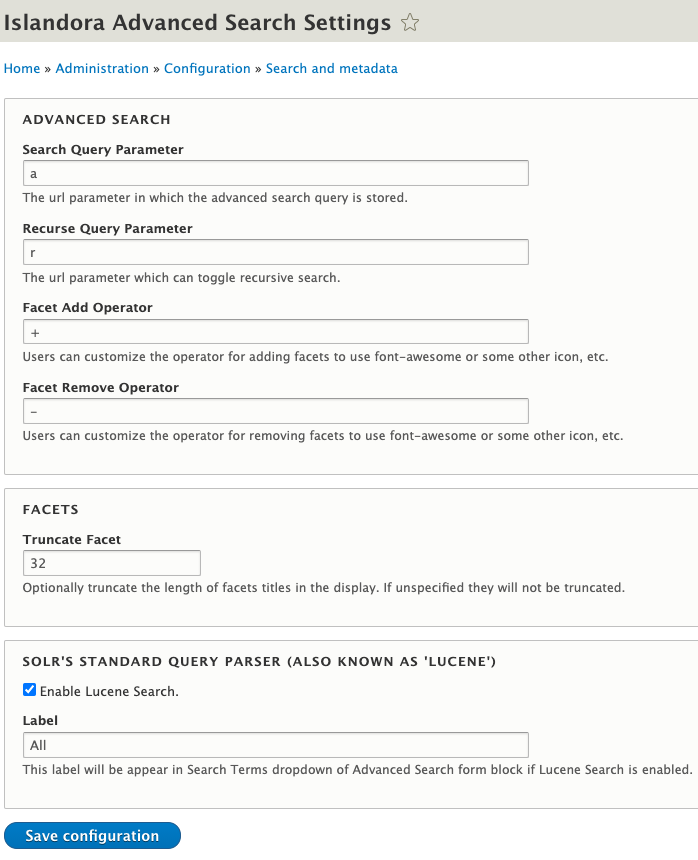 Islandora Advanced Search Settings
Home » Administration » Configuration » Search and metadata
ADVANCED SEARCH
Search Query Parameter
a
The url parameter in which the advanced search query is stored.
Recurse Query Parameter
r
The url parameter which can toggle recursive search.
Facet Add Operator
+
Users can customize the operator for adding facets to use font-awesome or some other icon, etc.
Facet Remove Operator
-
Users can customize the operator for removing facets to use font-awesome or some other icon, etc.
FACETS
Truncate Facet
32
Optionally truncate the length of facets titles in the display. If unspecified they will not be truncated.
SOLR'S STANDARD QUERY PARSER (ALSO KNOWN AS 'LUCENE')
Enable Lucene Search.
Label
All
This label will be appear in Search Terms dropdown of Advanced Search form block if Lucene Search is enabled.
Save configuration